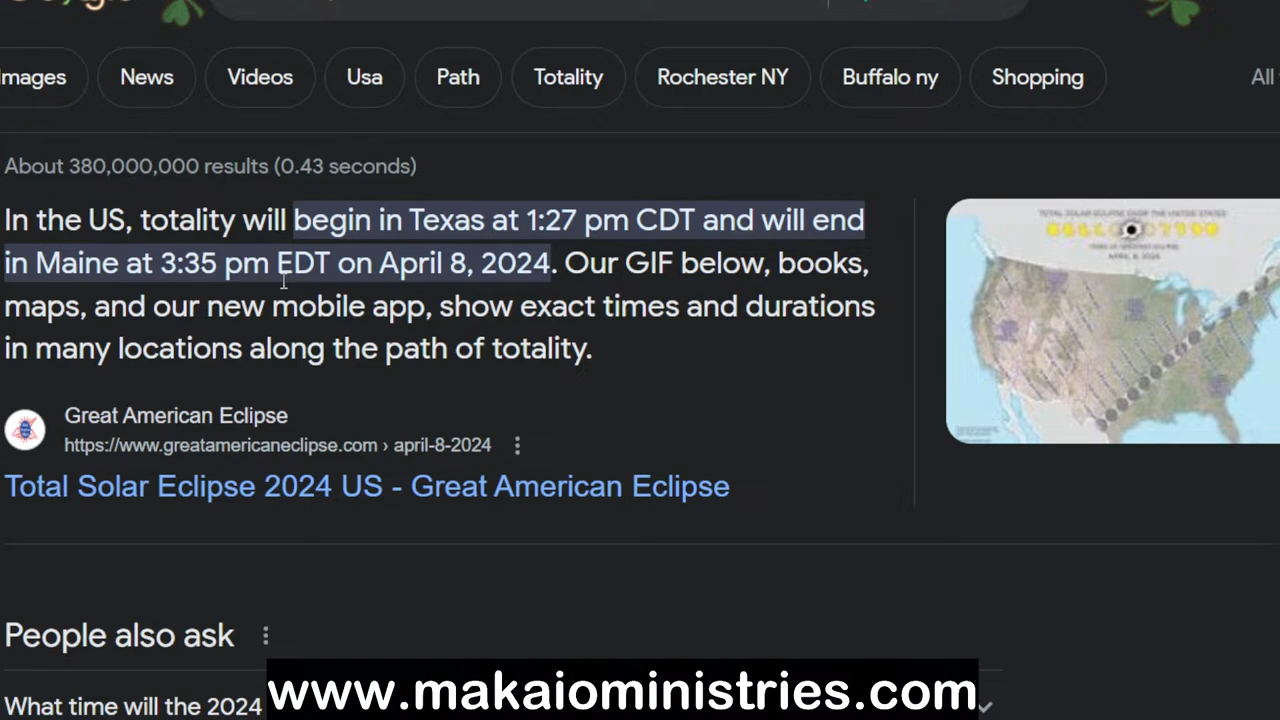 Google
Images
News
Videos
Usa
Path
Totality
Rochester NY
Buffalo ny
Shopping
All
About 380,000,000 results (0.43 seconds)
In the US, totality will begin in Texas at 1:27 pm CDT and will end
in Maine at 3:35 pm EDT on April 8, 2024. Our GIF below, books,
maps, and our new mobile app, show exact times and durations
in many locations along the path of totality.
TOTAL SOLAR ECLIPSE OVER THE UNITED STATES
APRIL 8, 2024
Great American Eclipse
https://www.greatamericaneclipse.com › april-8-2024
Total Solar Eclipse 2024 US - Great American Eclipse
People also ask
What time will the 2024
www.makaioministries.com